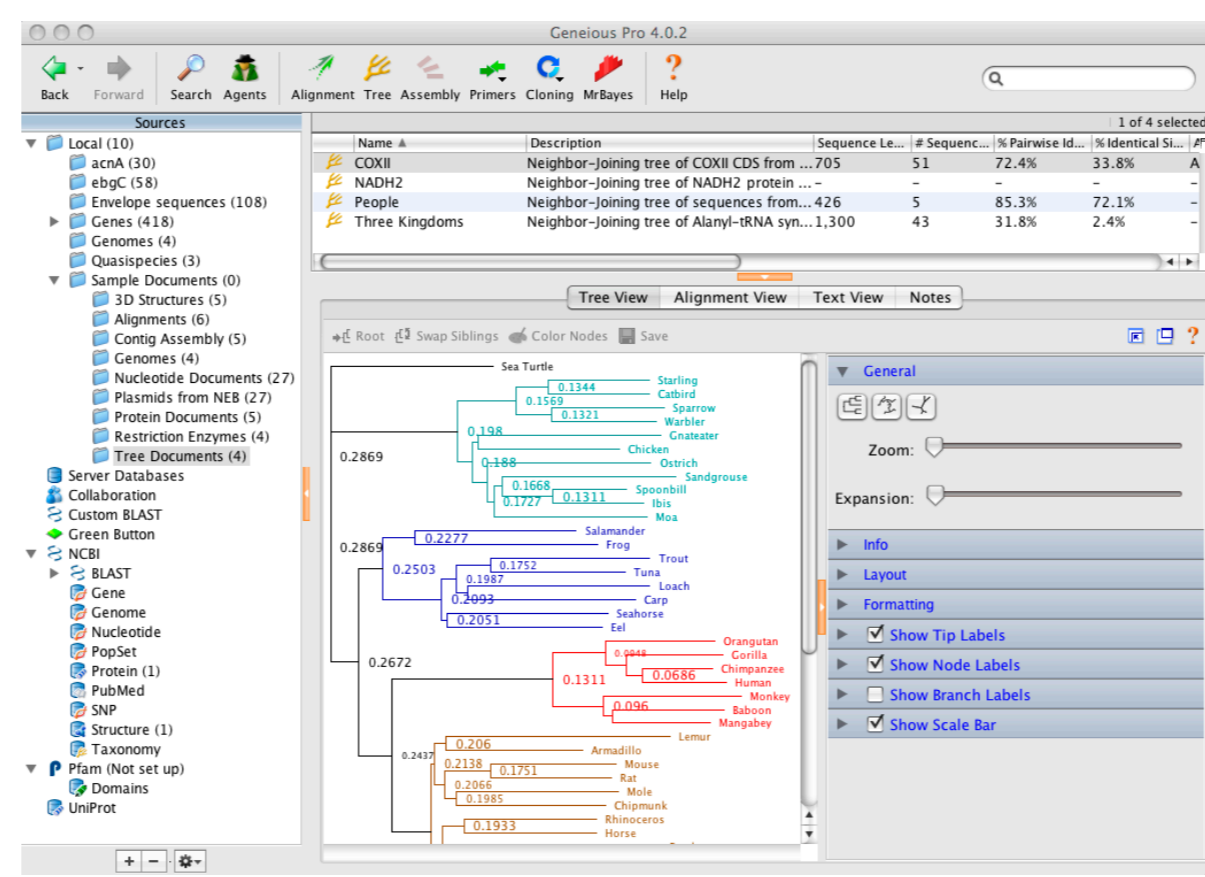 Geneious Pro 4.0.2
Back Forward Search Agents Alignment Tree Assembly Primers Cloning MrBayes Help
Sources
Local (10)
acnA (30)
ebgC (58)
Envelope sequences (108)
Genes (418)
Genomes (4)
Quasispecies (3)
Sample Documents (0)
3D Structures (5)
Alignments (6)
Contig Assembly (5)
Genomes (4)
Nucleotide Documents (27)
Plasmids from NEB (27)
Protein Documents (5)
Restriction Enzymes (4)
Tree Documents (4)
Server Databases
Collaboration
Custom BLAST
Green Button
NCBI
BLAST
Gene
Genome
Nucleotide
PopSet
Protein (1)
PubMed
SNP
Structure (1)
Taxonomy
Pfam (Not set up)
Domains
UniProt
1 of 4 selected
Name Description Sequence Le... # Sequenc... % Pairwise Id... % Identical Si...
COXII Neighbor-Joining tree of COXII CDS from ... 705 51 72.4% 33.8% A
NADH2 Neighbor-Joining tree of NADH2 protein ... - - - - -
People Neighbor-Joining tree of sequences from... 426 5 85.3% 72.1% -
Three Kingdoms Neighbor-Joining tree of Alanyl-tRNA syn... 1,300 43 31.8% 2.4% -
Tree View Alignment View Text View Notes
Root Swap Siblings Color Nodes Save
Sea Turtle
Starling
0.1344
Catbird
0.1569
Sparrow
0.1321
Warbler
0.198
Gnateater
Chicken
0.2869
0.188
Ostrich
Sandgrouse
0.1668
Spoonbill
0.1727
0.1311
Ibis
Moa
Salamander
0.2277
Frog
0.2869
Trout
0.1752
0.2503
Tuna
0.1987
Loach
0.2093
Carp
Seahorse
0.2051
Eel
Orangutan
0.0948
Gorilla
0.2672
Chimpanzee
0.0686
0.1311
Human
Monkey
0.096
Baboon
Mangabey
Lemur
0.206
Armadillo
0.2437
0.2138
Mouse
0.1751
Rat
0.2066
Mole
0.1985
Chipmunk
Rhinoceros
0.1933
Horse
General
Zoom:
Expansion:
Info
Layout
Formatting
Show Tip Labels
Show Node Labels
Show Branch Labels
Show Scale Bar